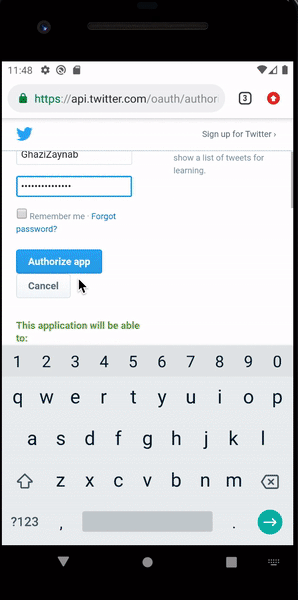 11:48
https://api.twitter.com/oauth/author
3
Sign up for Twitter ›
GhaziZaynab
show a list of tweets for
learning.
•••••••••••••••
Remember me · Forgot
password?
Authorize app
Cancel
This application will be able
to:
1 2 3 4 5 6 7 8 9 0
q w e r t y u i o p
a s d f g h j k l
z x c v b n m
?123 , .